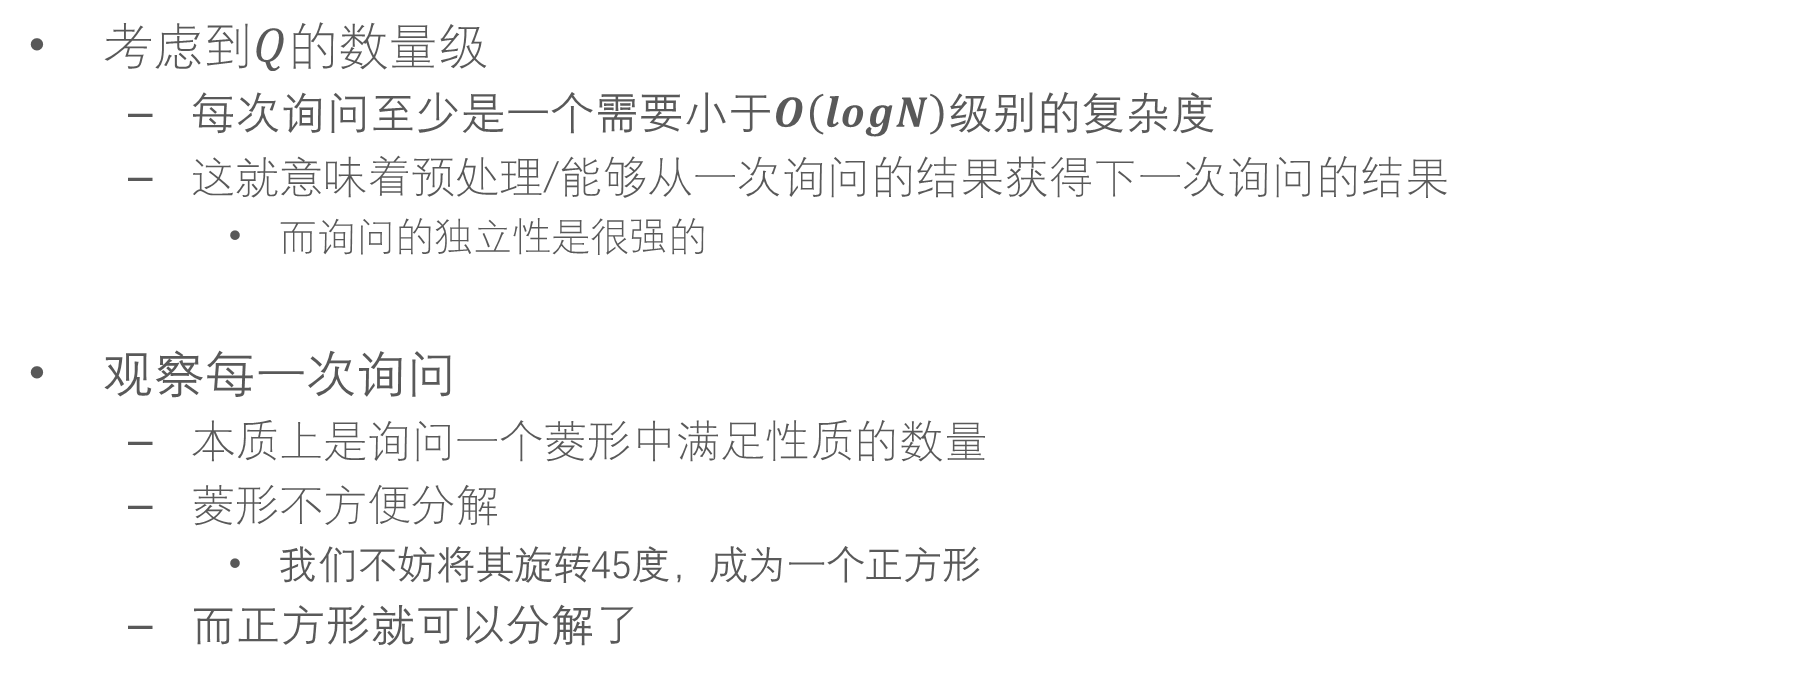 • 考虑到Q的数量级
– 每次询问至少是一个需要小于O(logN)级别的复杂度
– 这就意味着预处理/能够从一次询问的结果获得下一次询问的结果
• 而询问的独立性是很强的
• 观察每一次询问
– 本质上是询问一个菱形中满足性质的数量
– 菱形不方便分解
• 我们不妨将其旋转45度，成为一个正方形
– 而正方形就可以分解了